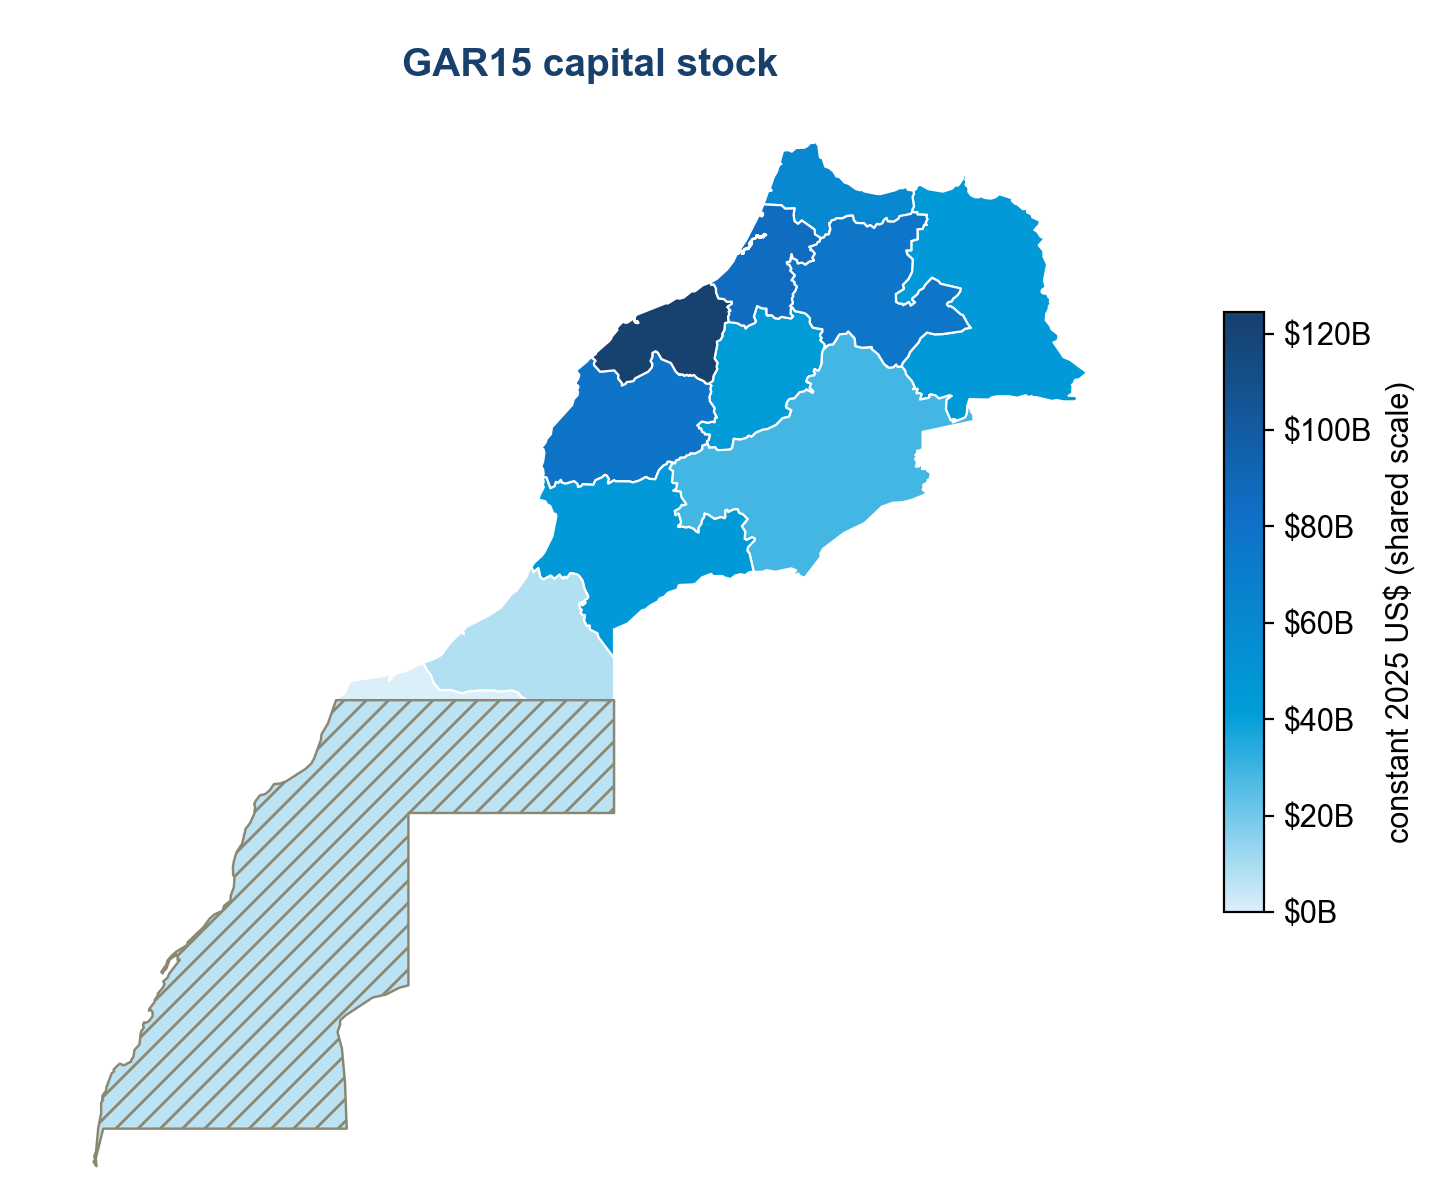 GAR15 capital stock
$120B
$100B
$80B
$60B
$40B
$20B
$0B
constant 2025 US$ (shared scale)